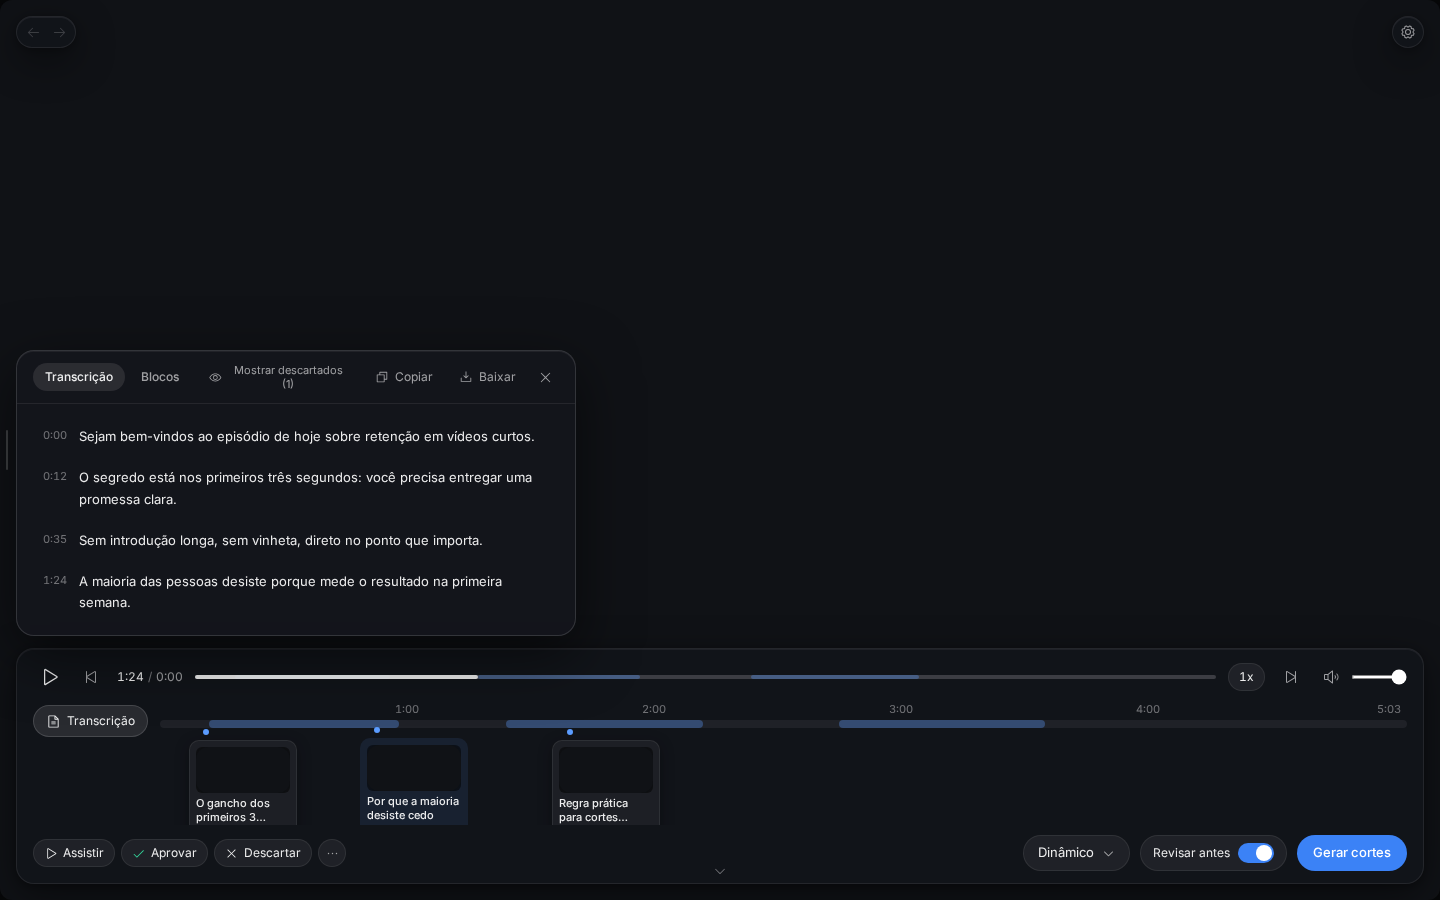 Transcrição
Blocos
Mostrar descartados
(1)
Copiar
Baixar
0:00 Sejam bem-vindos ao episódio de hoje sobre retenção em vídeos curtos.
0:12 O segredo está nos primeiros três segundos: você precisa entregar uma
promessa clara.
0:35 Sem introdução longa, sem vinheta, direto no ponto que importa.
1:24 A maioria das pessoas desiste porque mede o resultado na primeira
semana.
1:24 / 0:00
1x
Transcrição
1:00
2:00
3:00
4:00
5:03
O gancho dos
primeiros 3...
Por que a maioria
desiste cedo
Regra prática
para cortes...
Assistir
Aprovar
Descartar
Dinâmico
Revisar antes
Gerar cortes